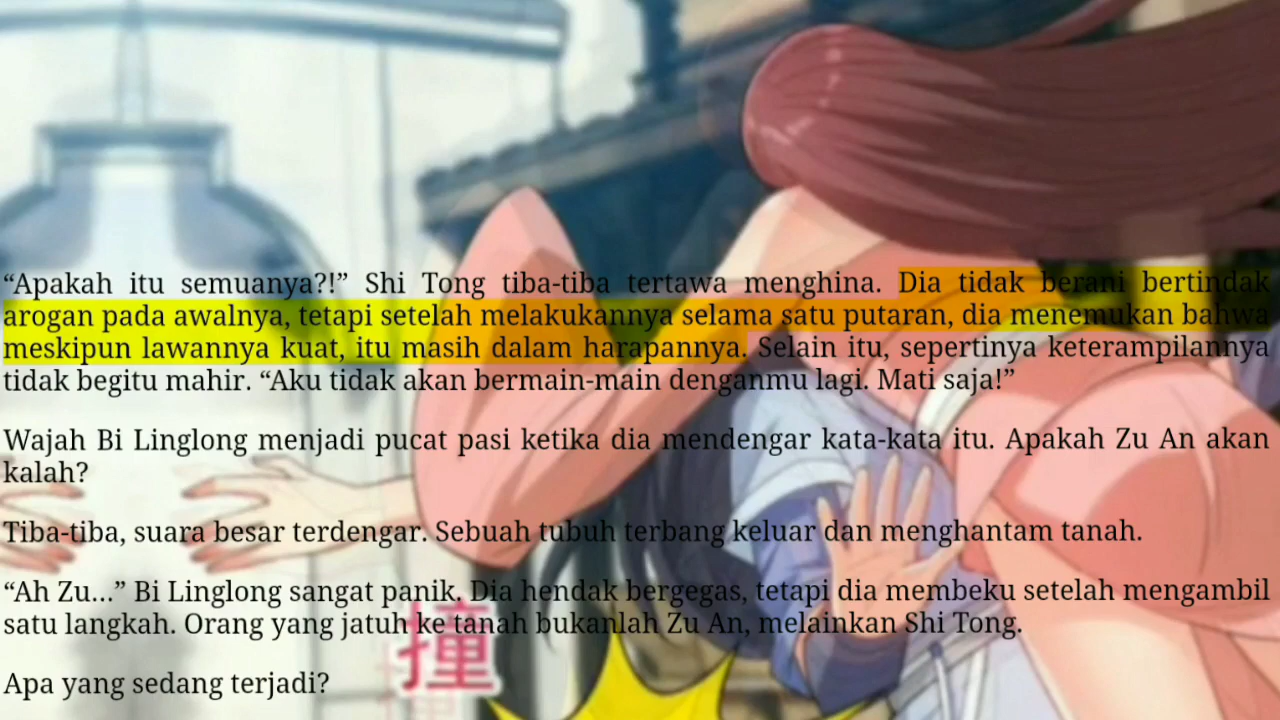 “Apakah itu semuanya?!” Shi Tong tiba-tiba tertawa menghina. Dia tidak berani bertindak
arogan pada awalnya, tetapi setelah melakukannya selama satu putaran, dia menemukan bahwa
meskipun lawannya kuat, itu masih dalam harapannya. Selain itu, sepertinya keterampilannya
tidak begitu mahir. “Aku tidak akan bermain-main denganmu lagi. Mati saja!”
Wajah Bi Linglong menjadi pucat pasi ketika dia mendengar kata-kata itu. Apakah Zu An akan
kalah?
Tiba-tiba, suara besar terdengar. Sebuah tubuh terbang keluar dan menghantam tanah.
“Ah Zu…” Bi Linglong sangat panik. Dia hendak bergegas, tetapi dia membeku setelah mengambil
satu langkah. Orang yang jatuh ke tanah bukanlah Zu An, melainkan Shi Tong.
撞
Apa yang sedang terjadi?